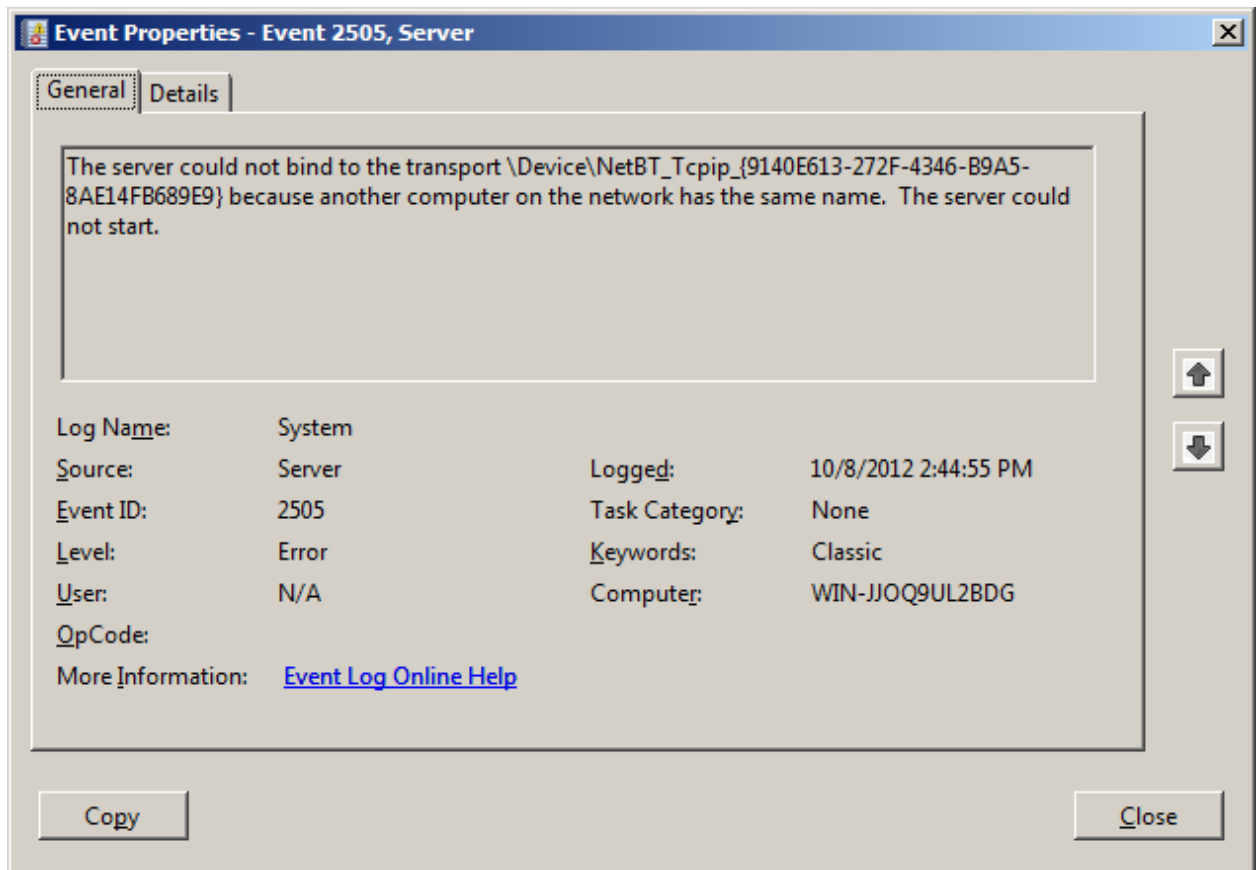 Event Properties - Event 2505, Server
General
Details
The server could not bind to the transport \Device\NetBT_Tcpip_{9140E613-272F-4346-B9A5-
8AE14FB689E9} because another computer on the network has the same name.  The server could
not start.
Log Name: System
Source: Server Logged: 10/8/2012 2:44:55 PM
Event ID: 2505 Task Category: None
Level: Error Keywords: Classic
User: N/A Computer: WIN-JJOQ9UL2BDG
OpCode:
More Information: Event Log Online Help
Copy
Close